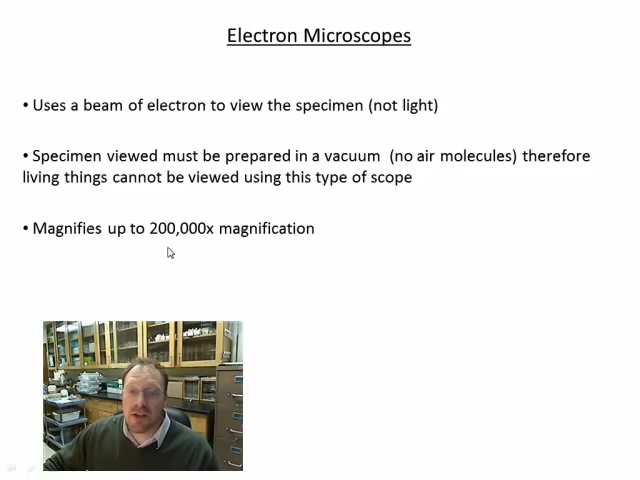 Electron Microscopes
• Uses a beam of electron to view the specimen (not light)
• Specimen viewed must be prepared in a vacuum (no air molecules) therefore
living things cannot be viewed using this type of scope
• Magnifies up to 200,000x magnification